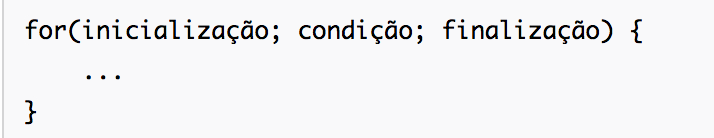 for(inicialização; condição; finalização) {
...
}